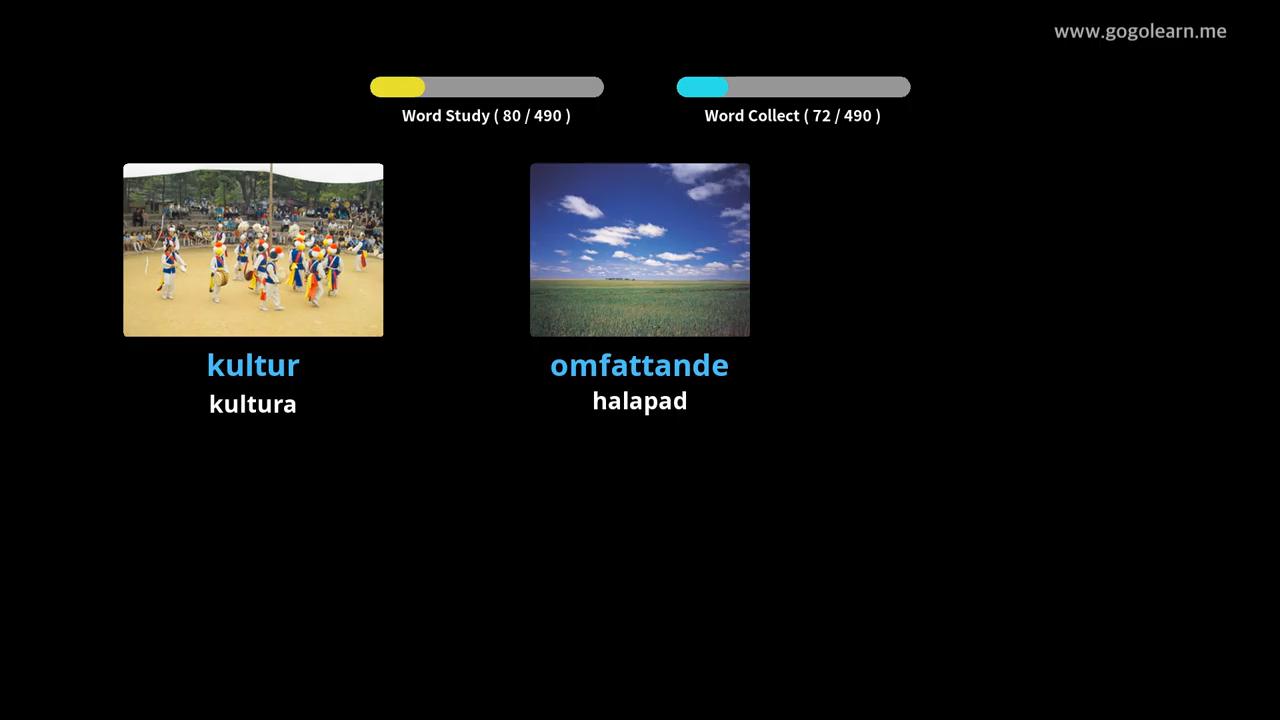 www.gogolearn.me
Word Study ( 80 / 490 )
Word Collect ( 72 / 490 )
kultur
kultura
omfattande
halapad